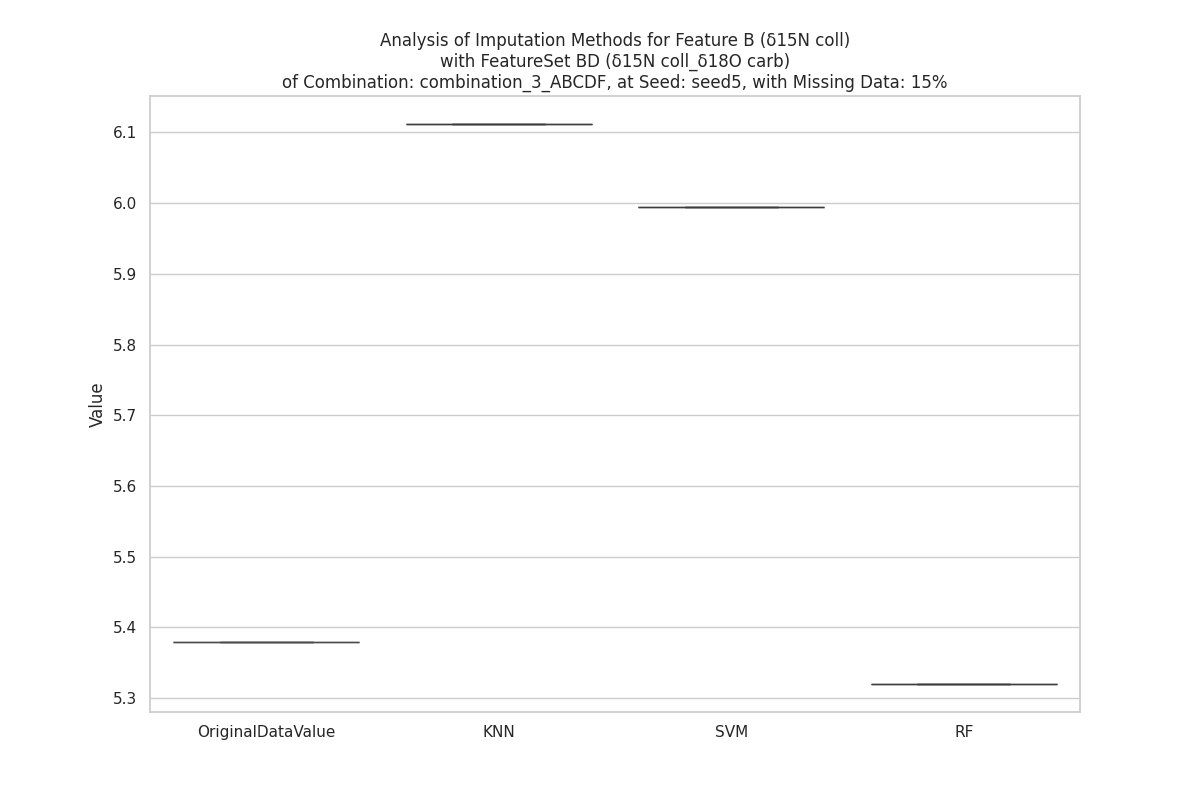 Analysis of Imputation Methods for Feature B (δ15N coll)
with FeatureSet BD (δ15N coll_δ18O carb)
of Combination: combination_3_ABCDF, at Seed: seed5, with Missing Data: 15%
6.1
6.0
5.9
5.8
5.7
5.6
5.5
5.4
5.3
Value
OriginalDataValue
KNN
SVM
RF